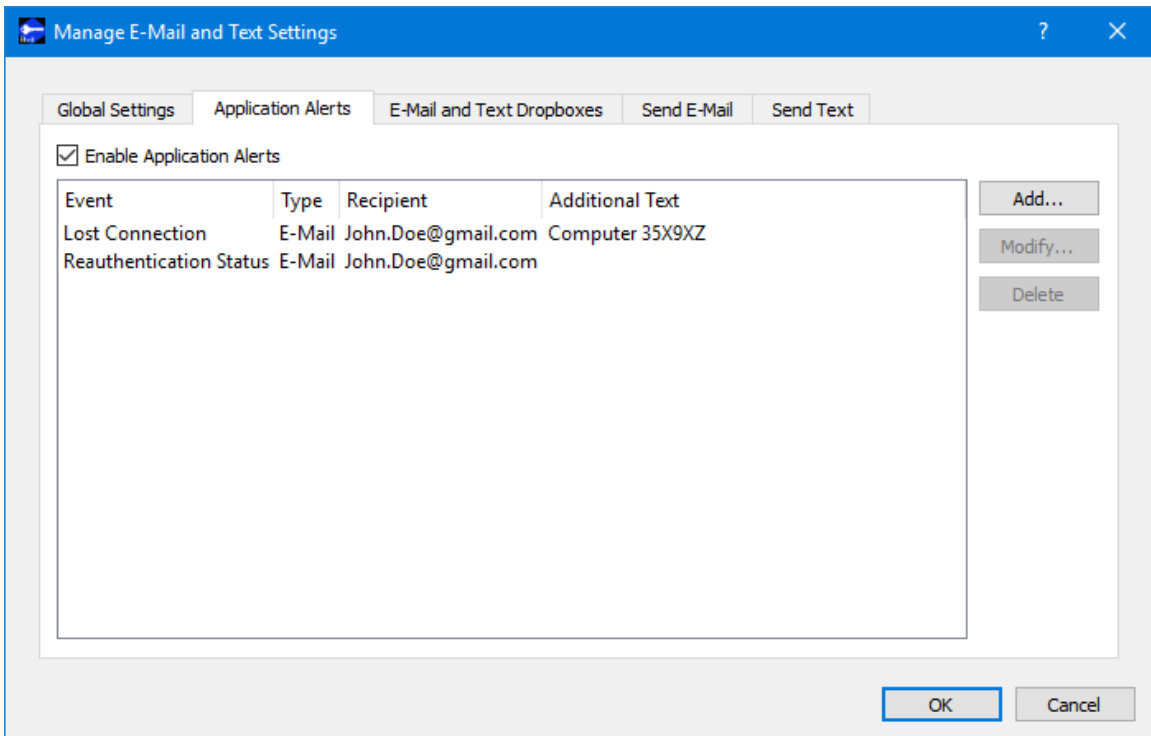 Manage E-Mail and Text Settings ?
Global Settings Application Alerts E-Mail and Text Dropboxes Send E-Mail Send Text
Enable Application Alerts
Event Type Recipient Additional Text
Lost Connection E-Mail John.Doe@gmail.com Computer 35X9XZ
Reauthentication Status E-Mail John.Doe@gmail.com
Add...
Modify...
Delete
OK Cancel